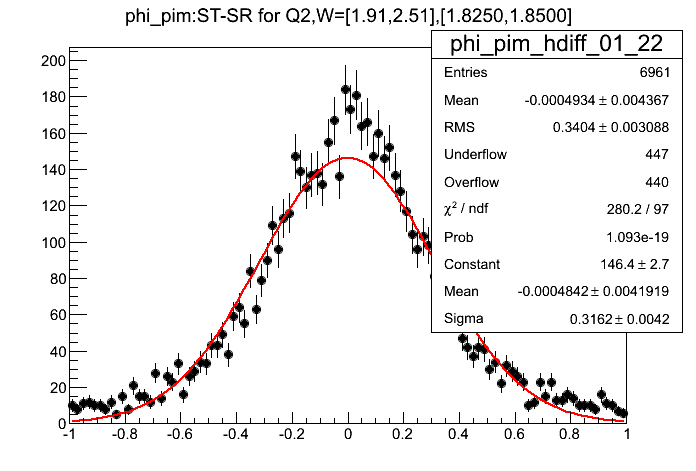 phi_pim:ST-SR for Q2,W=[1.91,2.51],[1.8250,1.8500]
phi_pim_hdiff_01_22
Entries 6961
Mean -0.0004934 ± 0.004367
RMS 0.3404 ± 0.003088
Underflow 447
Overflow 440
χ² / ndf 280.2 / 97
Prob 1.093e-19
Constant 146.4 ± 2.7
Mean -0.0004842 ± 0.0041919
Sigma 0.3162 ± 0.0042
200
180
160
140
120
100
80
60
40
20
0
-1 -0.8 -0.6 -0.4 -0.2 0 0.2 0.4 0.6 0.8 1